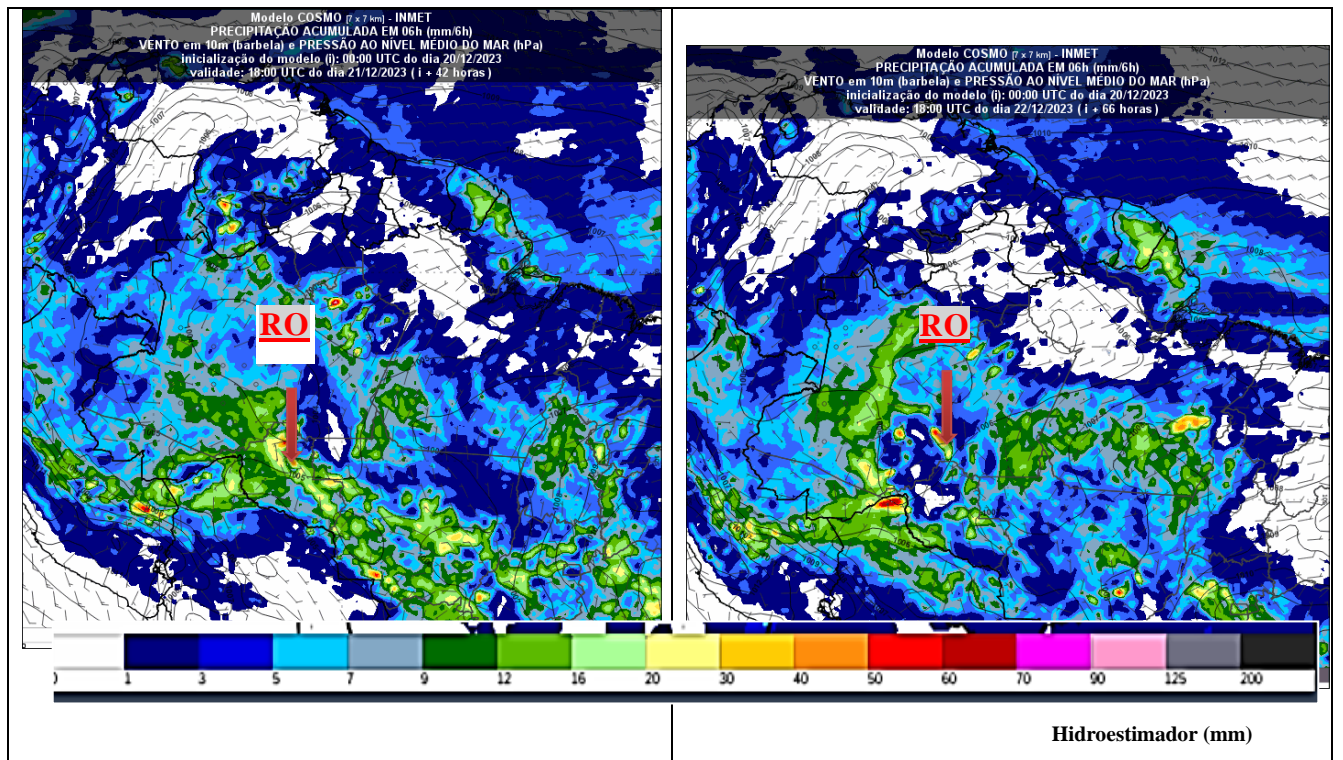 Modelo COSMO [7 x 7 km] - INMET
PRECIPITAÇÃO ACUMULADA EM 06h (mm/6h)
VENTO em 10m (barbela) e PRESSÃO AO NÍVEL MÉDIO DO MAR (hPa)
inicialização do modelo (i): 00:00 UTC do dia 20/12/2023
validade: 18:00 UTC do dia 21/12/2023 ( i + 42 horas )
RO
Modelo COSMO [7 x 7 km] - INMET
PRECIPITAÇÃO ACUMULADA EM 06h (mm/6h)
VENTO em 10m (barbela) e PRESSÃO AO NÍVEL MÉDIO DO MAR (hPa)
inicialização do modelo (i): 00:00 UTC do dia 20/12/2023
validade: 18:00 UTC do dia 22/12/2023 ( i + 66 horas )
RO
1 3 5 7 9 12 16 20 30 40 50 60 70 90 125 200
Hidroestimador (mm)